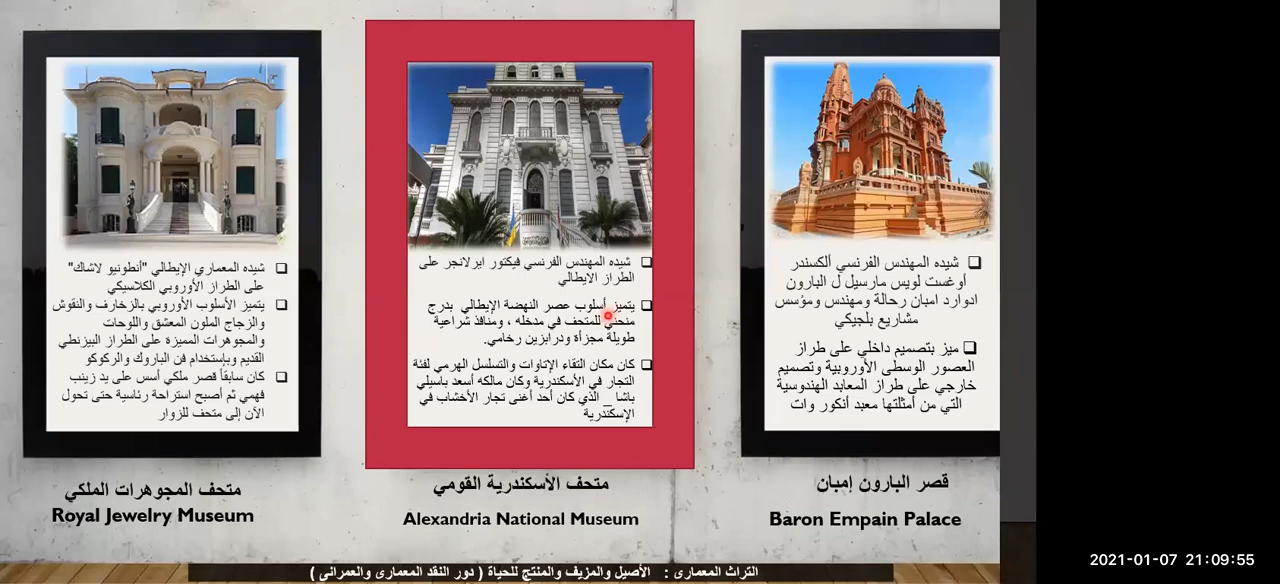 شيده المهندس الفرنسي ألكسندر
أوغست لويس مارسيل ل البارون
ادوارد امبان رحالة ومهندس ومؤسس
مشاريع بلجيكي
ميز بتصميم داخلي على طراز
العصور الوسطى الأوروبية وتصميم
خارجي على طراز المعابد الهندوسية
التي من أمثلتها معبد أنكور وات
قصر البارون إمبان
Baron Empain Palace
شيده المهندس الفرنسي فيكتور ايرلانجر على
الطراز الايطالي
يتميز أسلوب عصر النهضة الإيطالي بدرج
منحني للمتحف في مدخله ، ومنافذ شراعية
طويلة مجزأة ودرابزين رخامي.
كان مكان التقاء الإتاوات والتسلسل الهرمي لفئة
التجار في الأسكندرية وكان مالكه أسعد باسيلي
باشا _ الذي كان أحد أغنى تجار الأخشاب في
الإسكندرية
متحف الأسكندرية القومي
Alexandria National Museum
شيده المعماري الإيطالي "أنطونيو لاشاك"
على الطراز الأوروبي الكلاسيكي
يتميز الأسلوب الأوروبي بالزخارف والنقوش
والزجاج الملون المعشق واللوحات
والمجوهرات المميزة على الطراز البيزنطي
القديم وبإستخدام فن الباروك والركوكو
كان سابقاً قصر ملكي أسس على يد زينب
فهمي ثم أصبح استراحة رئاسية حتى تحول
الآن إلى متحف للزوار
متحف المجوهرات الملكي
Royal Jewelry Museum
التراث المعمارى : الأصيل والمزيف والمنتج للحياة ( دور النقد المعمارى والعمرانى )
2021-01-07 21:09:55